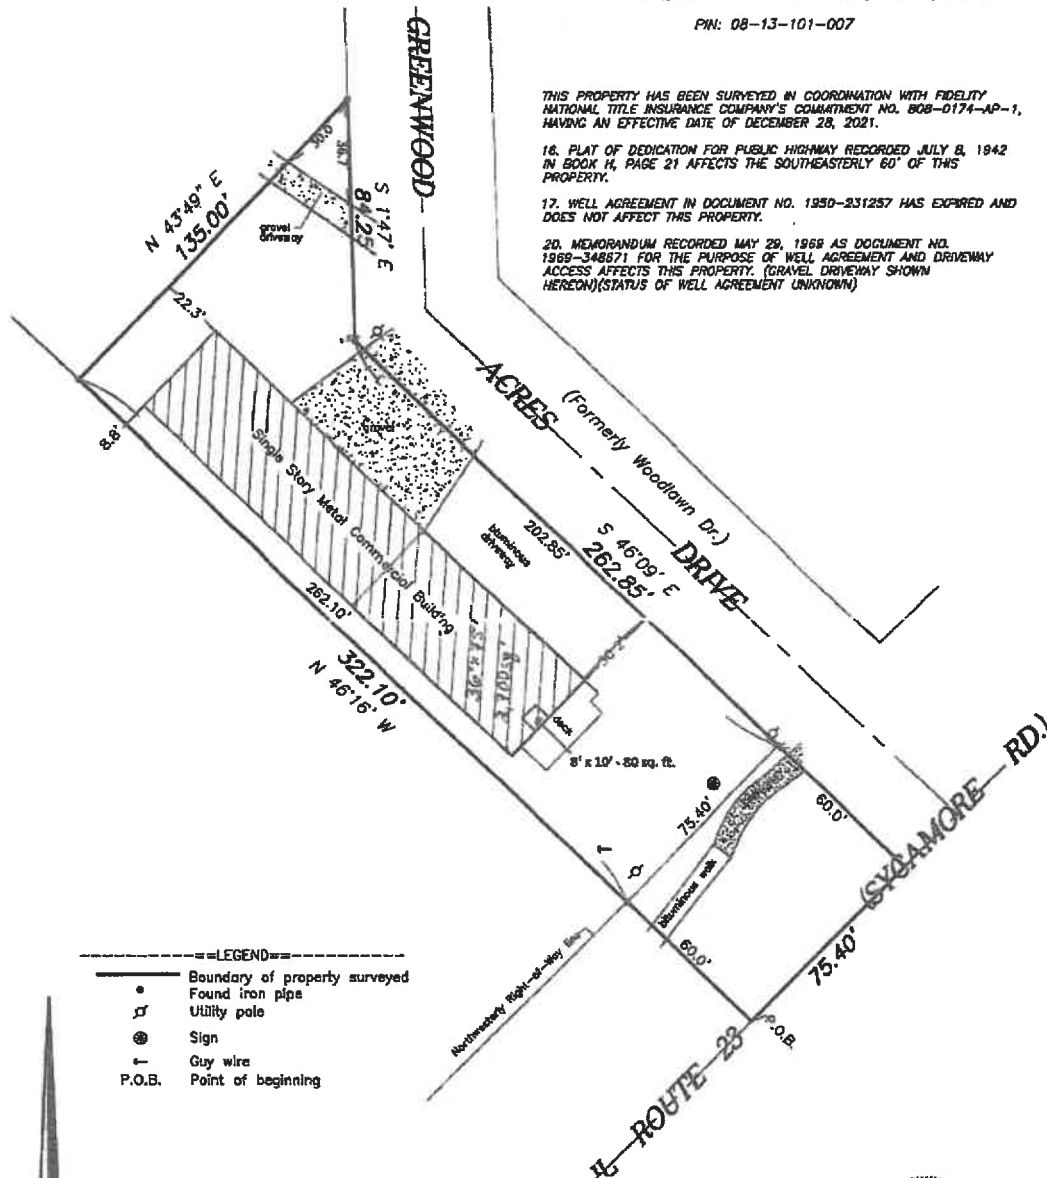 PIN: 08-13-101-007
THIS PROPERTY HAS BEEN SURVEYED IN COORDINATION WITH FIDELITY
NATIONAL TITLE INSURANCE COMPANY'S COMMITMENT NO. 808-0174-AP-1,
HAVING AN EFFECTIVE DATE OF DECEMBER 28, 2021.
16. PLAT OF DEDICATION FOR PUBLIC HIGHWAY RECORDED JULY 8, 1942
IN BOOK H, PAGE 21 AFFECTS THE SOUTHEASTERLY 60' OF THIS
PROPERTY.
17. WELL AGREEMENT IN DOCUMENT NO. 1950-231257 HAS EXPIRED AND
DOES NOT AFFECT THIS PROPERTY.
20. MEMORANDUM RECORDED MAY 29, 1969 AS DOCUMENT NO.
1969-348671 FOR THE PURPOSE OF WELL AGREEMENT AND DRIVEWAY
ACCESS AFFECTS THIS PROPERTY. (GRAVEL DRIVEWAY SHOWN
HEREON)(STATUS OF WELL AGREEMENT UNKNOWN)
GREENWOOD
ACRES
DRIVE
(Formerly Woodlawn Dr.)
N 43°49" E
135.00'
S 1°47' E
84.25
gravel
driveway
22.3'
8.8'
gravel
Single Story Metal Commercial Building
bituminous
driveway
202.85'
S 46°09' E
262.85'
262.10'
322.10'
N 46°16' W
deck
8' x 10' - 80 sq. ft.
75.40'
60.0'
bituminous walk
60.0'
75.40'
Northwesterly Right-of-Way line
P.O.B.
IL ROUTE 23
(SYCAMORE RD.)
==LEGEND==
Boundary of property surveyed
Found iron pipe
Utility pole
Sign
Guy wire
P.O.B. Point of beginning